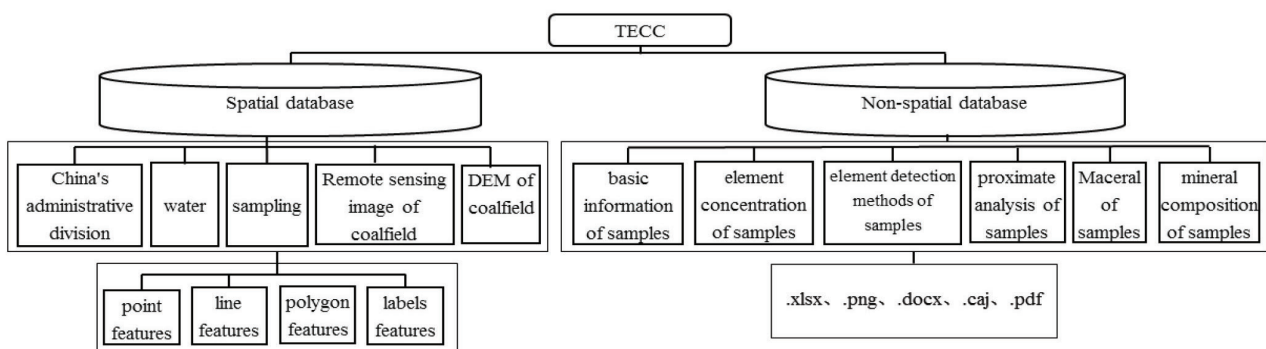 TECC
Spatial database
Non-spatial database
China's
administrative
division
water
sampling
Remote sensing
image of
coalfield
DEM of
coalfield
basic
information
of samples
element
concentration
of samples
element detection
methods of
samples
proximate
analysis of
samples
Maceral
of
samples
mineral
composition
of samples
point
features
line
features
polygon
features
labels
features
.xlsx、.png、.docx、.caj、.pdf